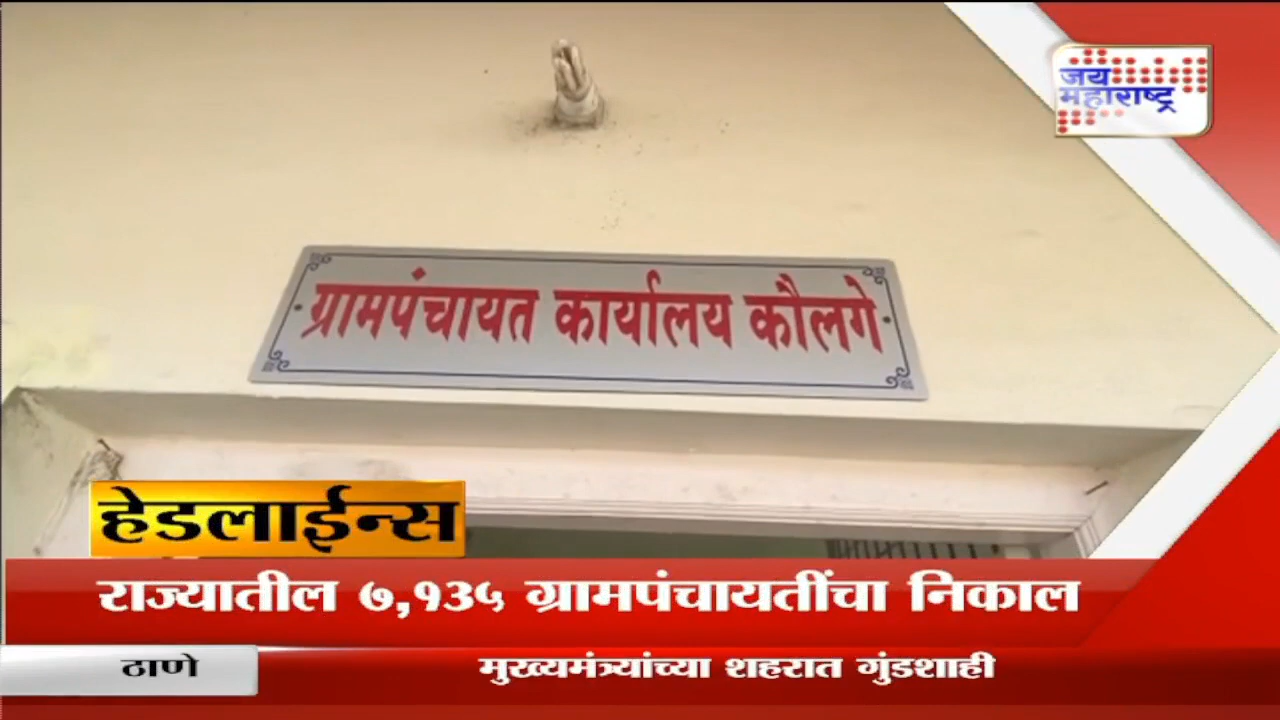 जय
महाराष्ट्र
ग्रामपंचायत कार्यालय कौलगे
हेडलाईन्स
राज्यातील ७,१३५ ग्रामपंचायतींचा निकाल
ठाणे
मुख्यमंत्र्यांच्या शहरात गुंडशाही